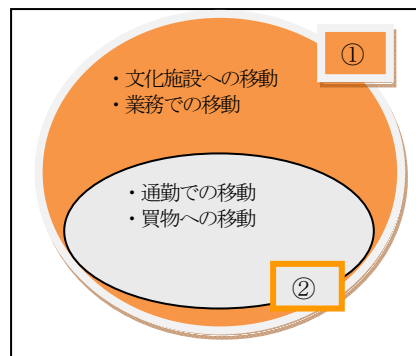 ①
・文化施設への移動
・業務での移動
・通勤での移動
・買物への移動
②